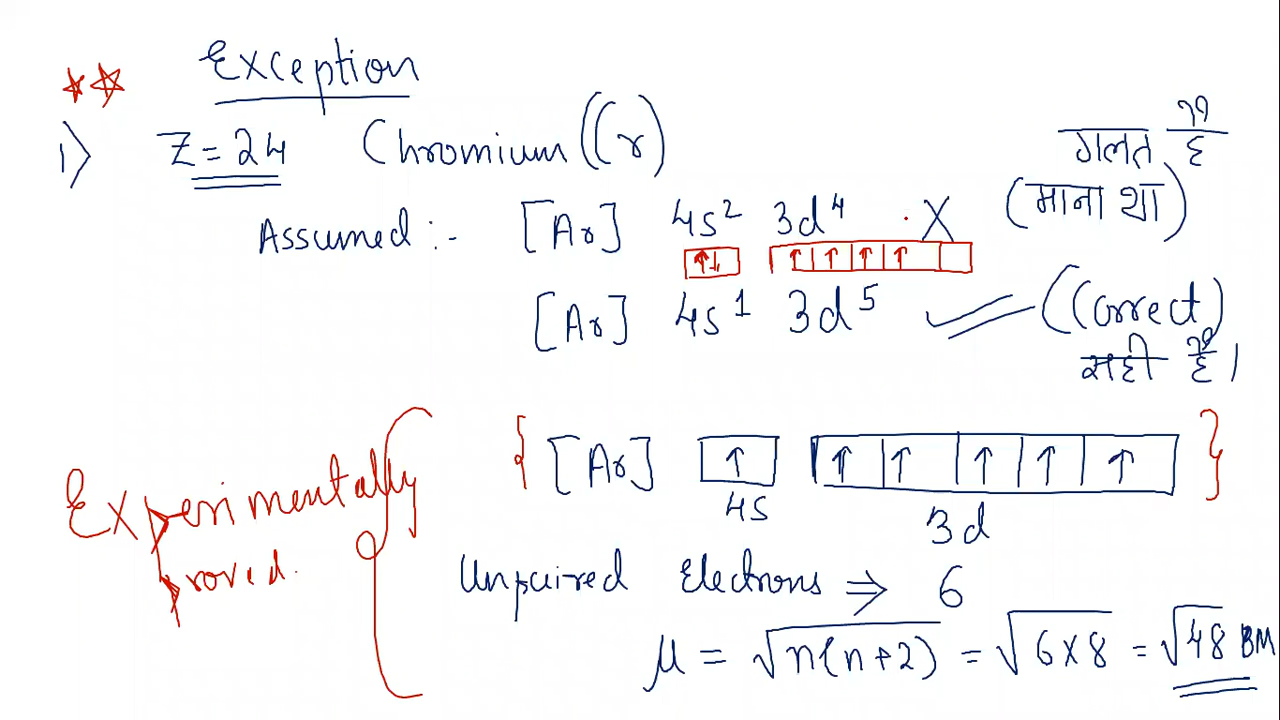 Exception
1) Z = 24 Chromium (Cr)
गलत है
(माना था)
Assumed :- [Ar] 4s² 3d⁴ X
↑↓ ↑ ↑ ↑ ↑
[Ar] 4s¹ 3d⁵ (Correct)
सही है।
{ [Ar] ↑ ↑ ↑ ↑ ↑ ↑ }
4s 3d
Experimentally
proved.
Unpaired Electrons ⇒ 6
μ = √n(n+2) = √6×8 = √48 BM